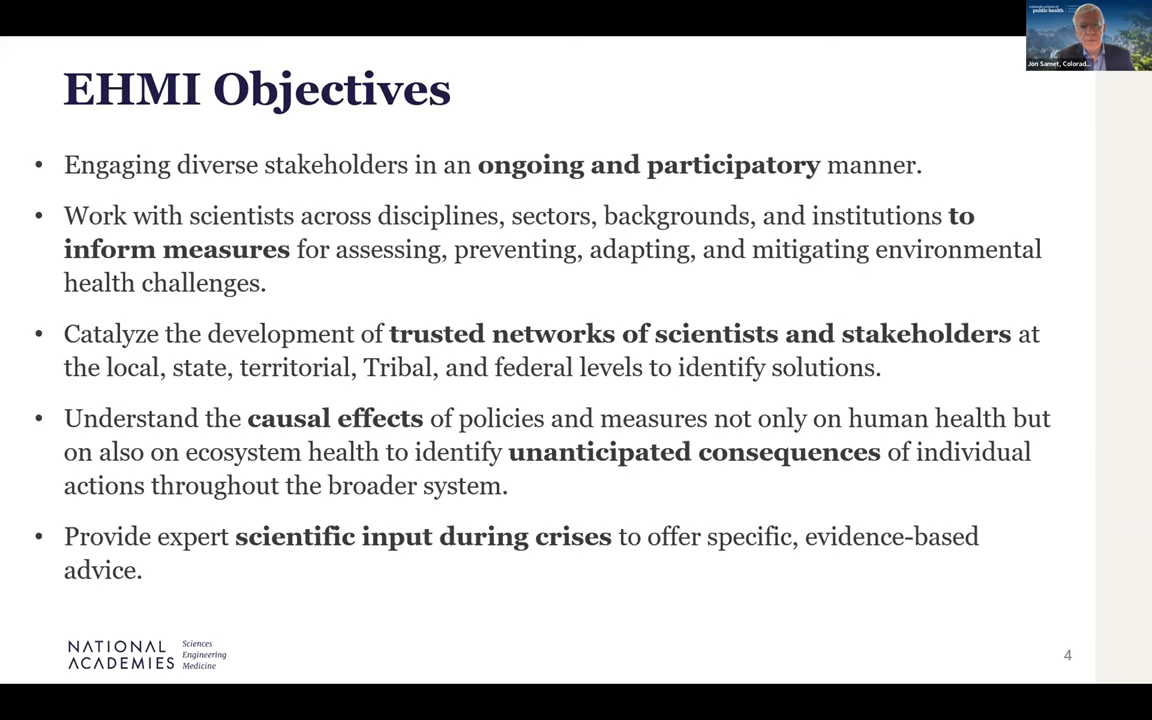 EHMI Objectives
• Engaging diverse stakeholders in an ongoing and participatory manner.
• Work with scientists across disciplines, sectors, backgrounds, and institutions to
inform measures for assessing, preventing, adapting, and mitigating environmental
health challenges.
• Catalyze the development of trusted networks of scientists and stakeholders at
the local, state, territorial, Tribal, and federal levels to identify solutions.
• Understand the causal effects of policies and measures not only on human health but
on also on ecosystem health to identify unanticipated consequences of individual
actions throughout the broader system.
• Provide expert scientific input during crises to offer specific, evidence-based
advice.
NATIONAL
ACADEMIES
Sciences
Engineering
Medicine
4
public health
Jon Samet, Colorad...